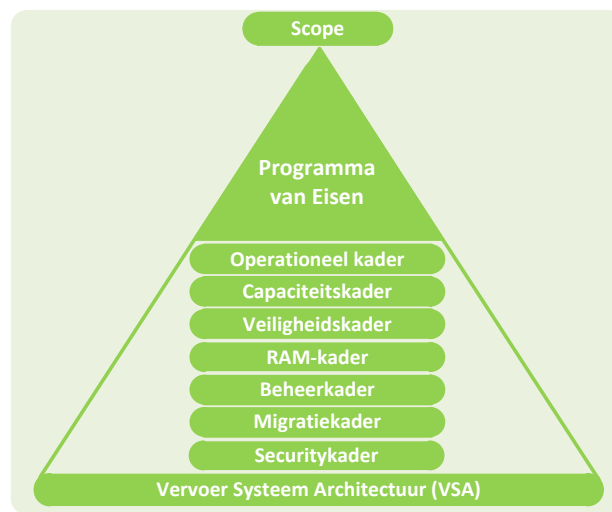 Scope
Programma
van Eisen
Operationeel kader
Capaciteitskader
Veiligheidskader
RAM-kader
Beheerkader
Migratiekader
Securitykader
Vervoer Systeem Architectuur (VSA)